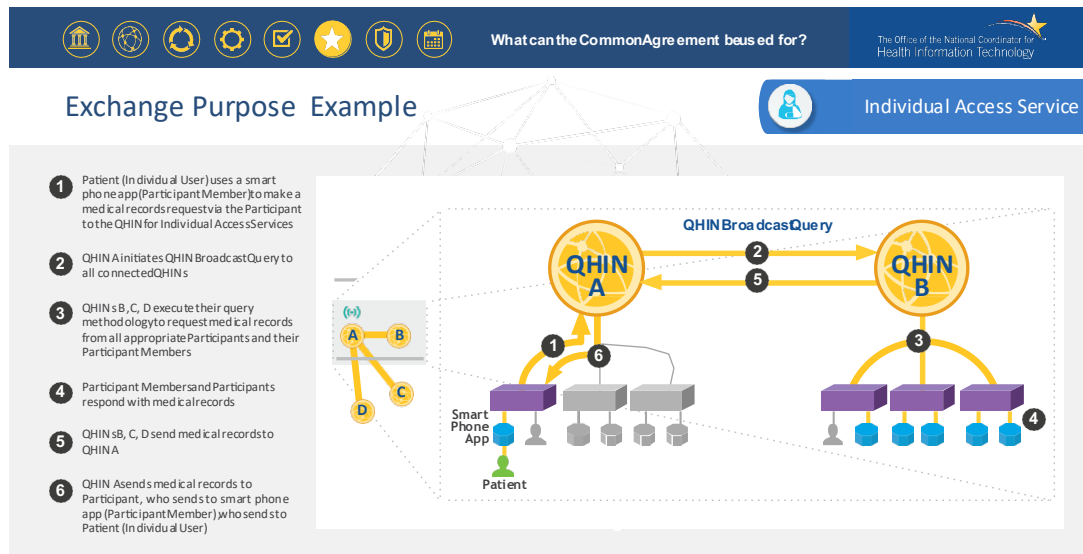 What can the Common Agreement be used for?
The Office of the National Coordinator for
Health Information Technology
Exchange Purpose Example
Individual Access Service
1
Patient (Individual User) uses a smart
phone app (Participant Member) to make a
medical records request via the Participant
to the QHIN for Individual Access Services
2
QHIN A initiates QHIN Broadcast Query to
all connected QHINs
3
QHINs B, C, D execute their query
methodology to request medical records
from all appropriate Participants and their
Participant Members
4
Participant Members and Participants
respond with medical records
5
QHINs B, C, D send medical records to
QHIN A
6
QHIN A sends medical records to
Participant, who sends to smart phone
app (Participant Member), who sends to
Patient (Individual User)
A
B
C
D
QHIN Broadcast Query
QHIN
A
2
5
QHIN
B
1
6
3
Smart
Phone
App
4
Patient